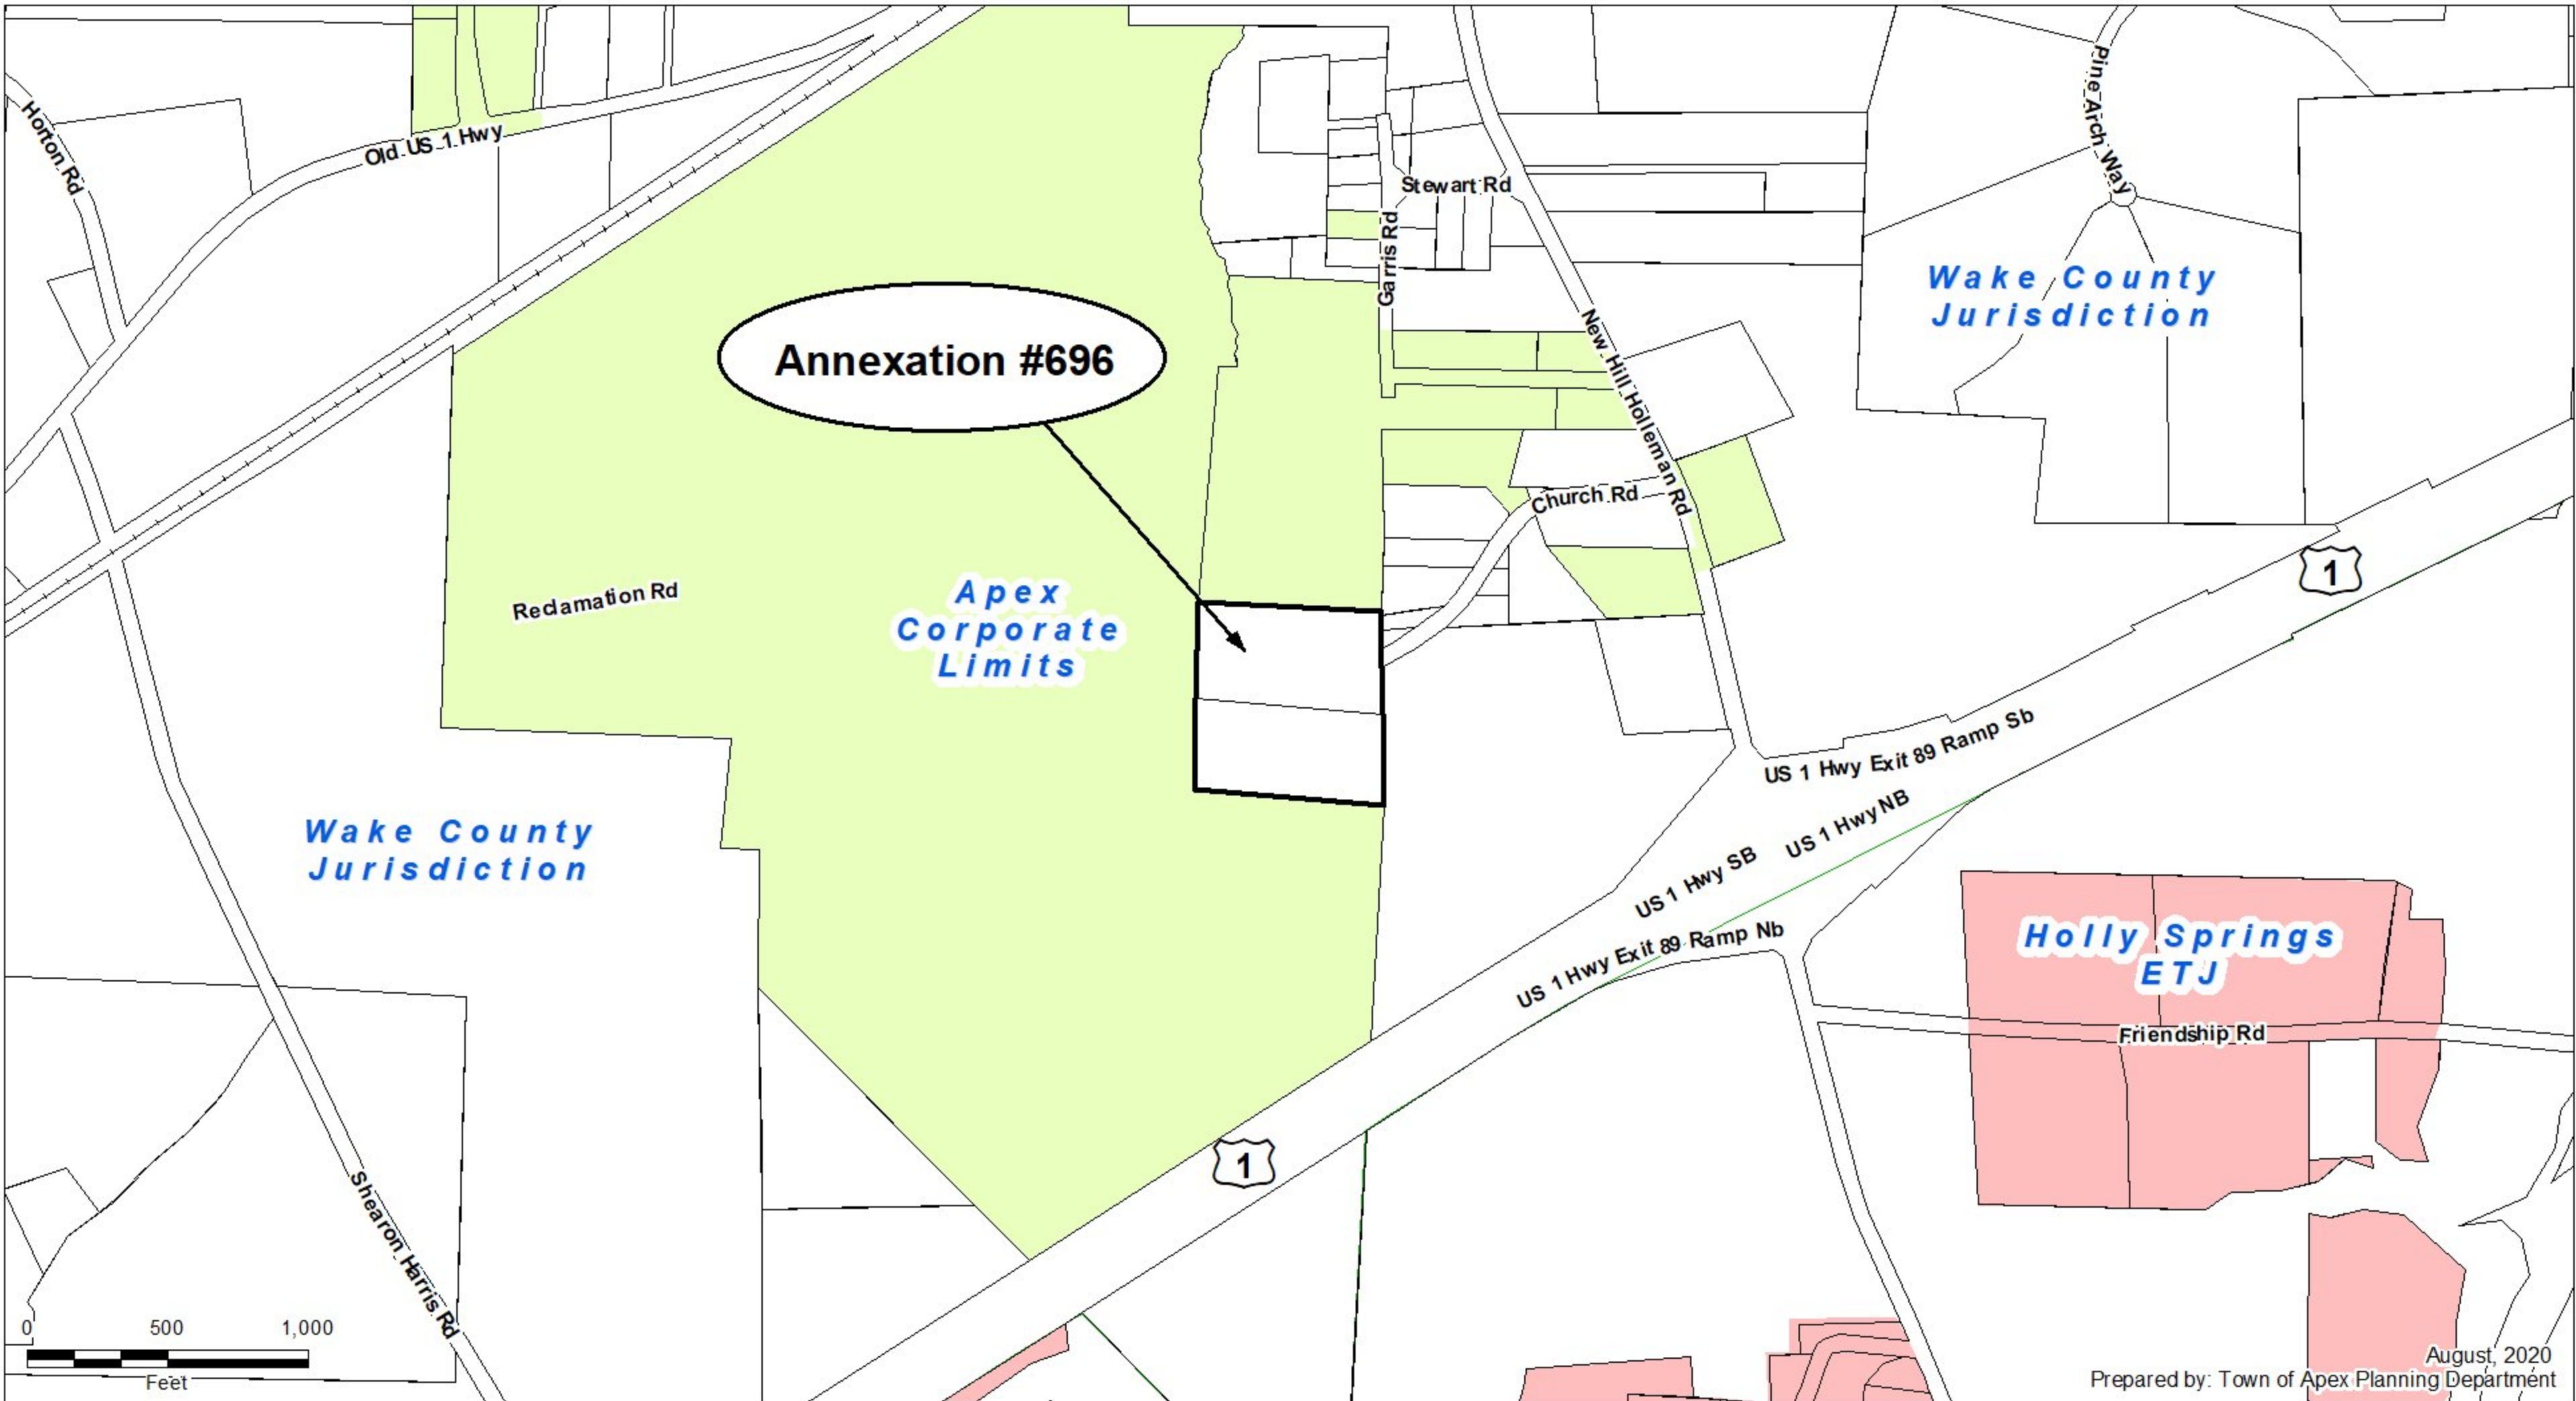 Horton Rd
Old US 1 Hwy
Pine Arch Way
Stewart Rd
Garris Rd
Wake County
Jurisdiction
Annexation #696
New Hill Holleman Rd
Church Rd
1
Reclamation Rd
Apex
Corporate
Limits
US 1 Hwy Exit 89 Ramp Sb
US 1 Hwy NB
US 1 Hwy SB
Wake County
Jurisdiction
US 1 Hwy Exit 89 Ramp Nb
Holly Springs
ETJ
Friendship Rd
1
Shearon Harris Rd
0 500 1,000
Feet
August, 2020
Prepared by: Town of Apex Planning Department